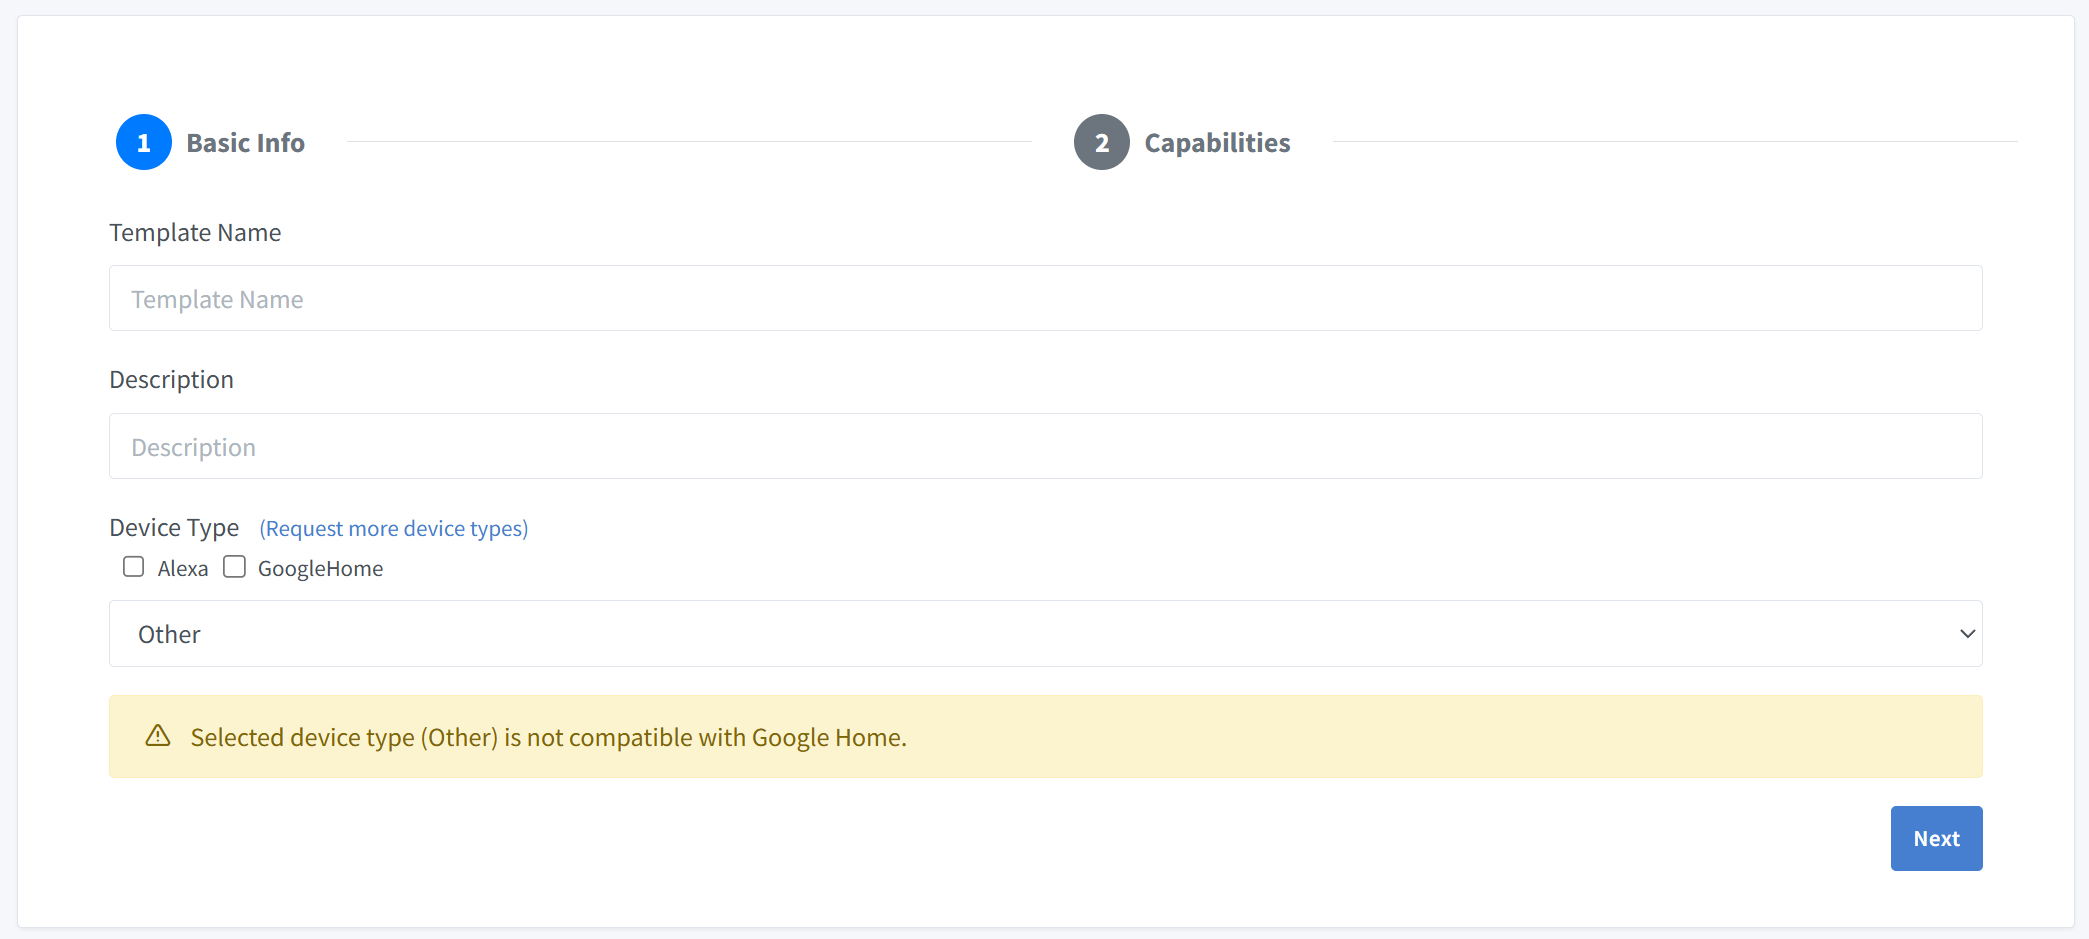 1 Basic Info 2 Capabilities
Template Name
Template Name
Description
Description
Device Type (Request more device types)
Alexa GoogleHome
Other
Selected device type (Other) is not compatible with Google Home.
Next